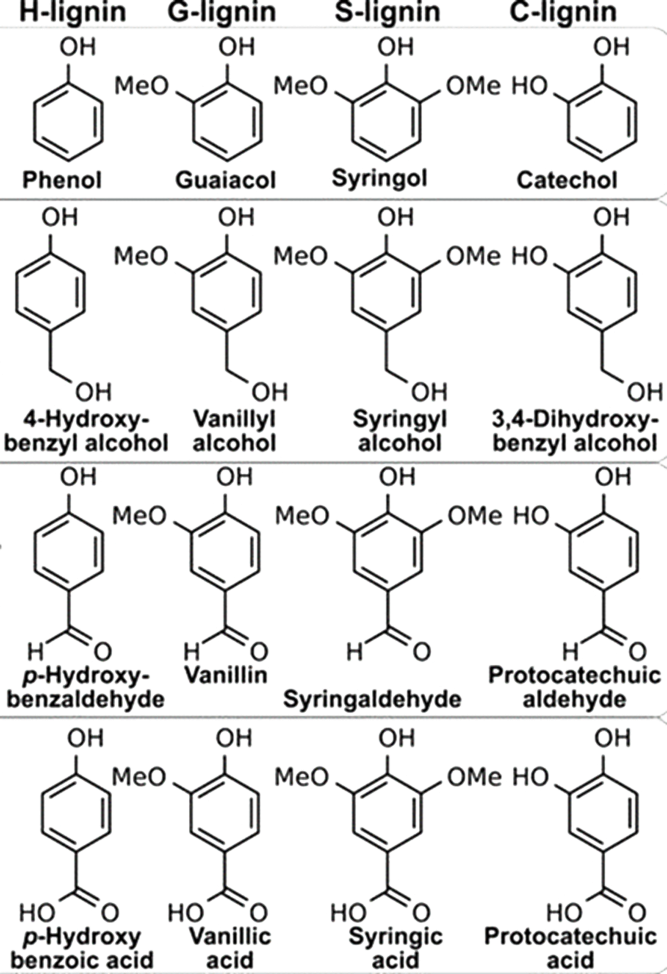 H-lignin G-lignin S-lignin C-lignin
OH OH OH OH
MeO MeO OMe HO
Phenol Guaiacol Syringol Catechol
OH OH OH OH
MeO MeO OMe HO
OH OH OH OH
4-Hydroxy- Vanillyl Syringyl 3,4-Dihydroxy-
benzyl alcohol alcohol alcohol benzyl alcohol
OH OH OH OH
MeO MeO OMe HO
H O H O H O H O
p-Hydroxy- Vanillin Protocatechuic
benzaldehyde Syringaldehyde aldehyde
OH OH OH OH
MeO MeO OMe HO
HO O HO O HO O HO O
p-Hydroxy Vanillic Syringic Protocatechuic
benzoic acid acid acid acid